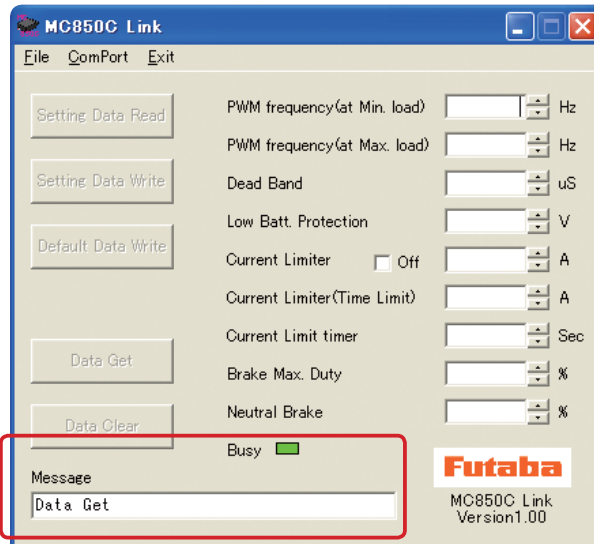 MC850C Link
File ComPort Exit
Setting Data Read
Setting Data Write
Default Data Write
Data Get
Data Clear
PWM frequency(at Min. load) Hz
PWM frequency(at Max. load) Hz
Dead Band uS
Low Batt. Protection V
Current Limiter Off A
Current Limiter(Time Limit) A
Current Limit timer Sec
Brake Max. Duty %
Neutral Brake %
Busy
Message
Data Get
Futaba
MC850C Link
Version1.00